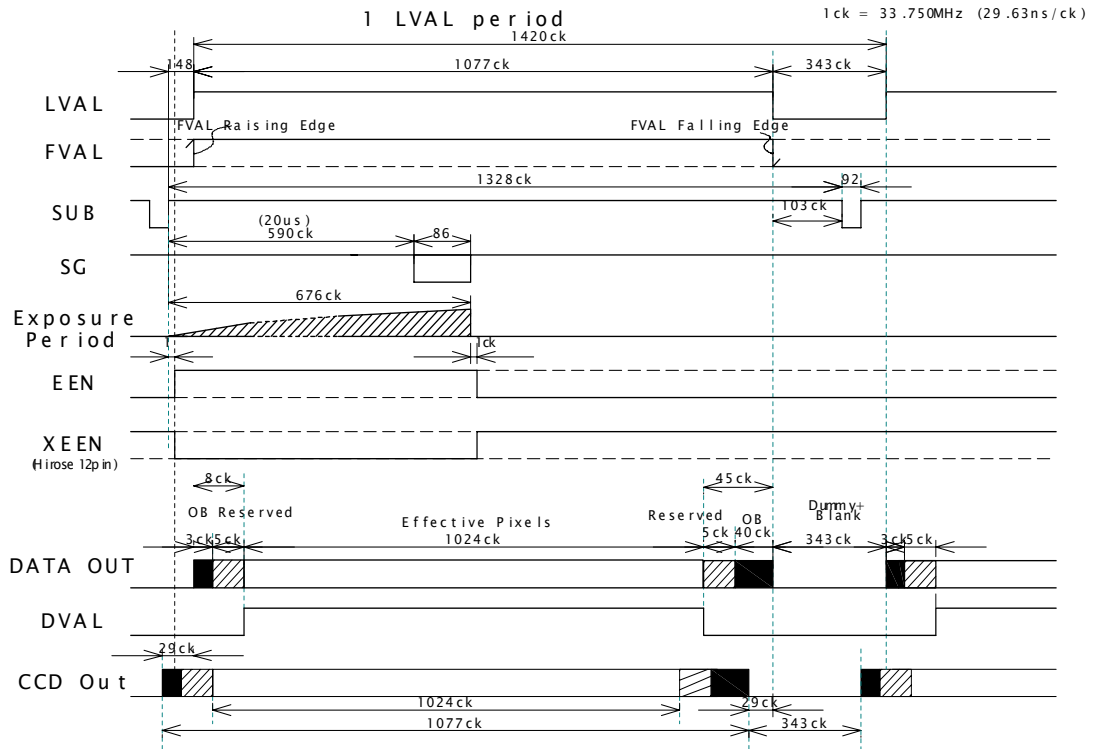 1 LVAL period
1ck = 33.750MHz (29.63ns/ck)
1420ck
148
1077ck
343ck
LVAL
FVAL Raising Edge
FVAL Falling Edge
FVAL
1328ck
92
SUB
103ck
(20us)
590ck
86
SG
676ck
Exposure
Period
1
1ck
EEN
XEEN
(Hirose 12pin)
8ck
45ck
OB Reserved
Effective Pixels
Reserved
OB
Dummy+
Blank
3ck
5ck
1024ck
5ck
40ck
343ck
3ck
5ck
DATA OUT
DVAL
29ck
CCD Out
1024ck
29ck
1077ck
343ck